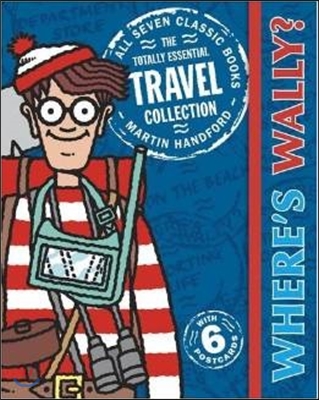 ALL SEVEN CLASSIC BOOKS
THE
TOTALLY ESSENTIAL
TRAVEL
COLLECTION
MARTIN HANDFORD
WHERE'S WALLY?
WITH
6
POSTCARDS
DEPARTMENT STORE
ON THE BEACH